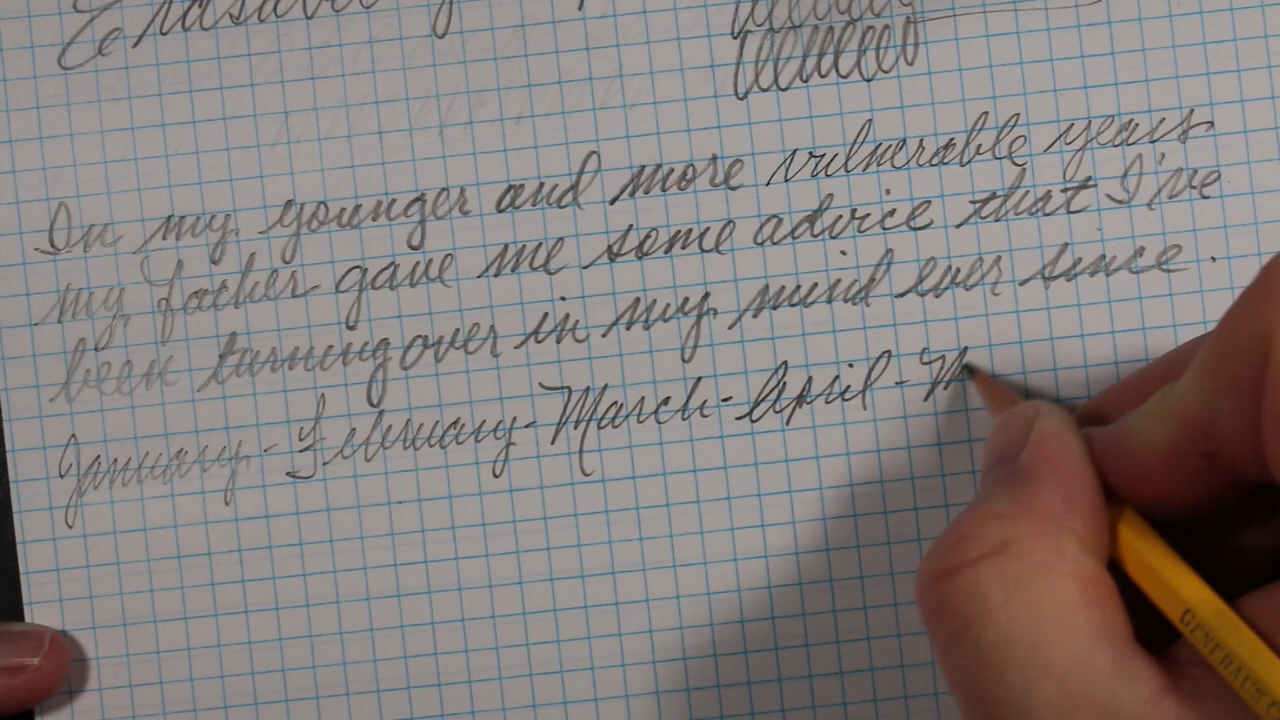 In my younger and more vulnerable years
my father gave me some advice that I've
been turning over in my mind ever since.
January-February-March-April-M
GENERAL'S